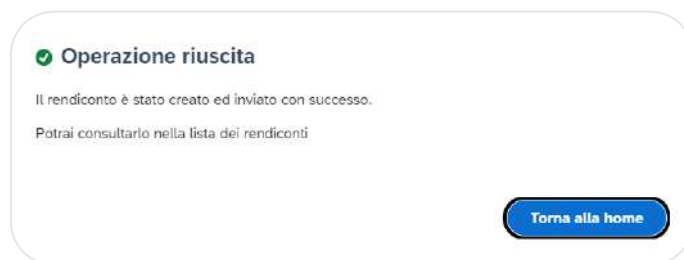 Operazione riuscita
Il rendiconto è stato creato ed inviato con successo.
Potrai consultarlo nella lista dei rendiconti
Torna alla home